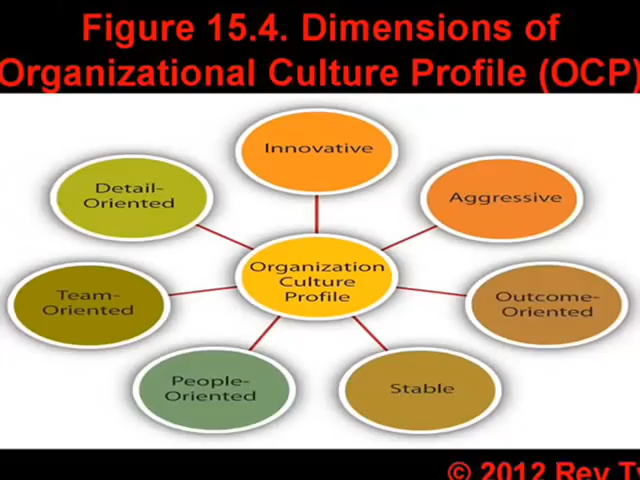 Figure 15.4. Dimensions of
Organizational Culture Profile (OCP)
Innovative
Detail-
Oriented
Aggressive
Organization
Culture
Profile
Team-
Oriented
Outcome-
Oriented
People-
Oriented
Stable
© 2012 Rev